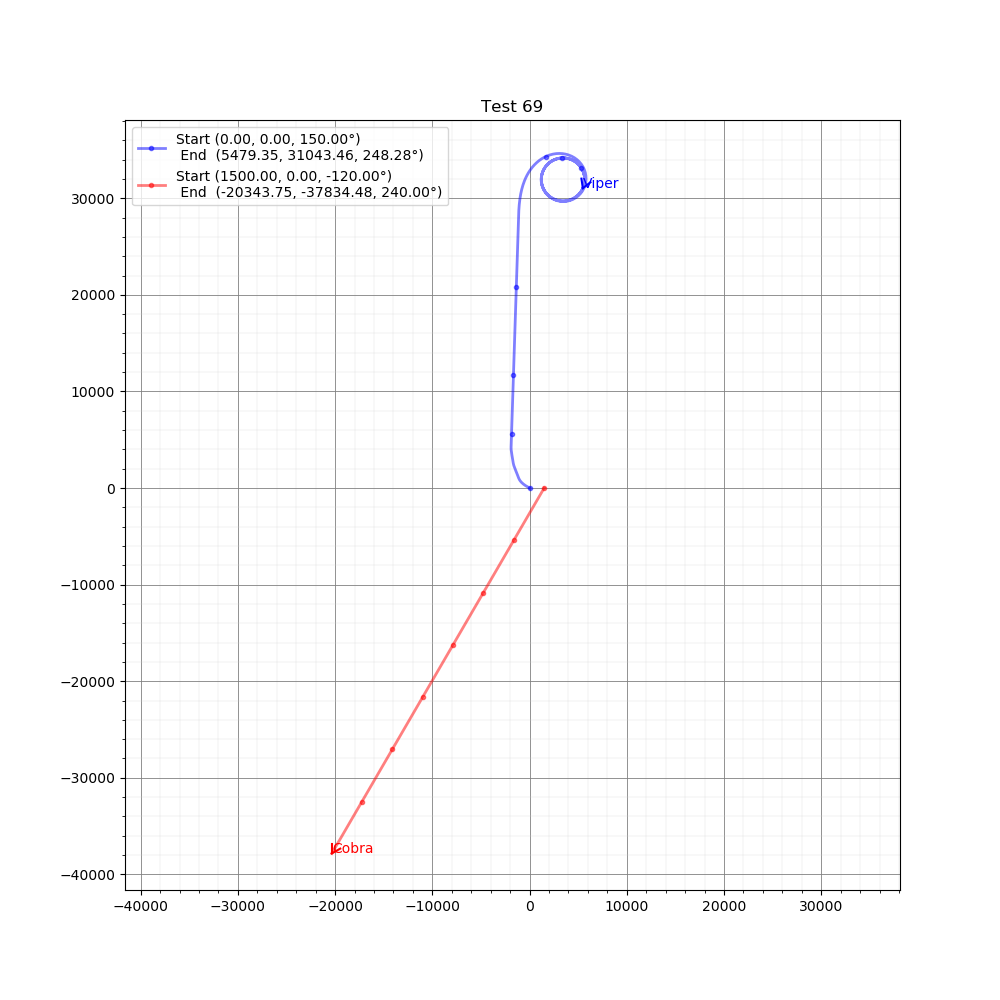 Test 69
Start (0.00, 0.00, 150.00°)
End (5479.35, 31043.46, 248.28°)
Start (1500.00, 0.00, -120.00°)
End (-20343.75, -37834.48, 240.00°)
Viper
Cobra
30000
20000
10000
0
−10000
−20000
−30000
−40000
−40000 −30000 −20000 −10000 0 10000 20000 30000